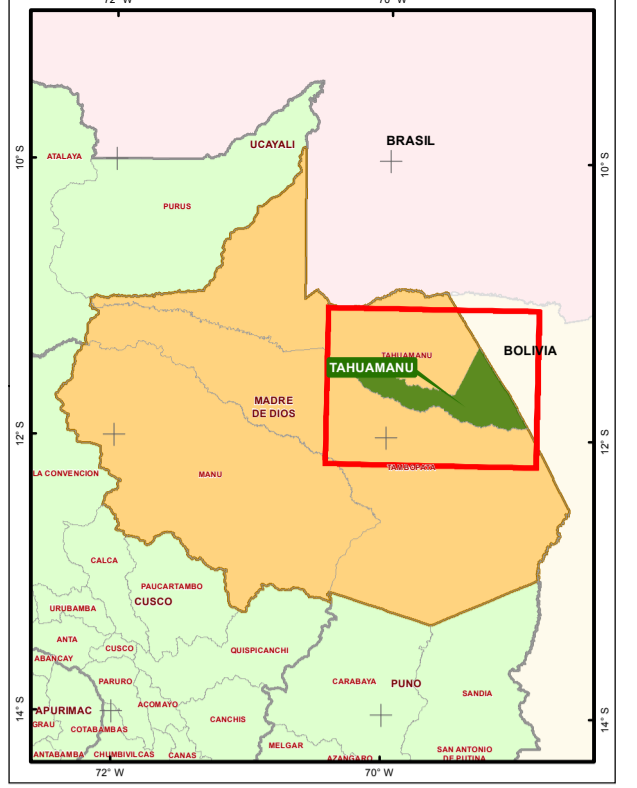 72° W
70° W
BRASIL
UCAYALI
10° S
10° S
ATALAYA
PURUS
BOLIVIA
TAHUAMANU
TAHUAMANU
MADRE
DE DIOS
12° S
12° S
TAMBOPATA
LA CONVENCION
MANU
CALCA
PAUCARTAMBO
CUSCO
URUBAMBA
ANTA
CUSCO
QUISPICANCHI
ABANCAY
PARURO
CARABAYA
PUNO
SANDIA
APURIMAC
ACOMAYO
14° S
14° S
GRAU
COTABAMBAS
CANCHIS
MELGAR
ANTABAMBA
CHUMBIVILCAS
CANAS
AZANGARO
SAN ANTONIO
DE PUTINA
72° W
70° W